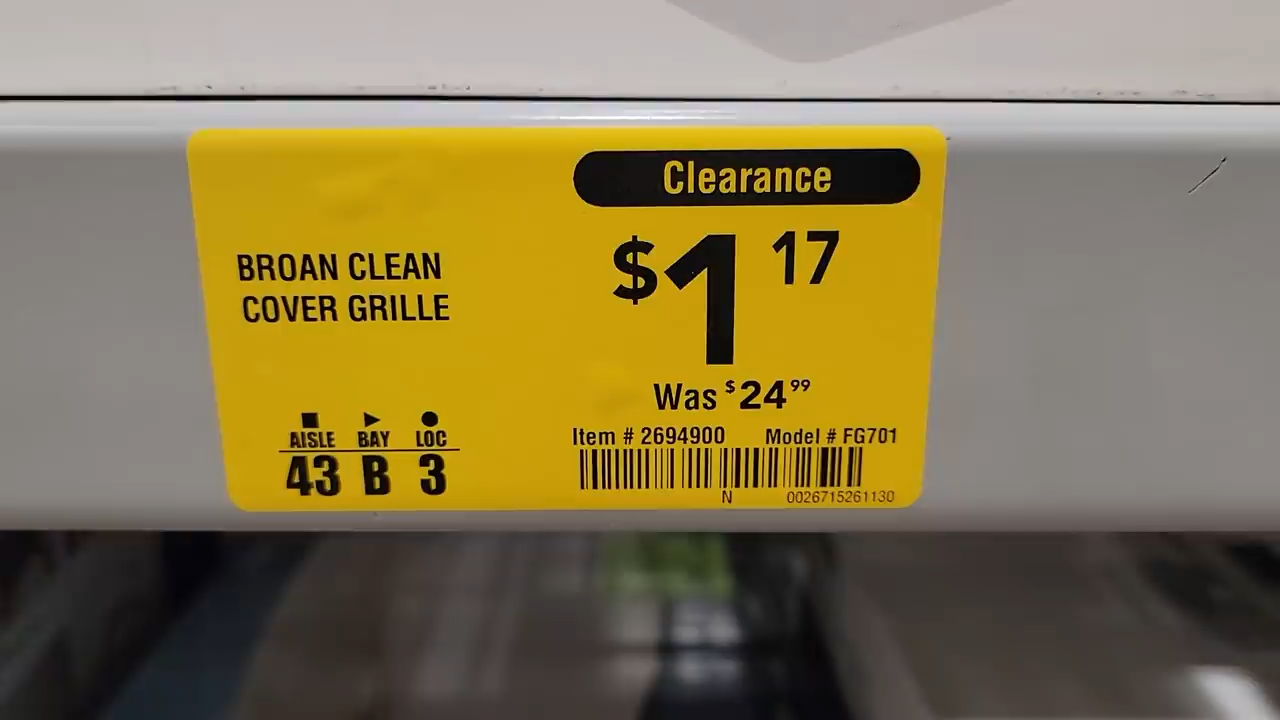 Clearance
BROAN CLEAN
COVER GRILLE
$1 17
Was $24 99
AISLE BAY LOC
43 B 3
Item # 2694900 Model # FG701
N 0026715261130